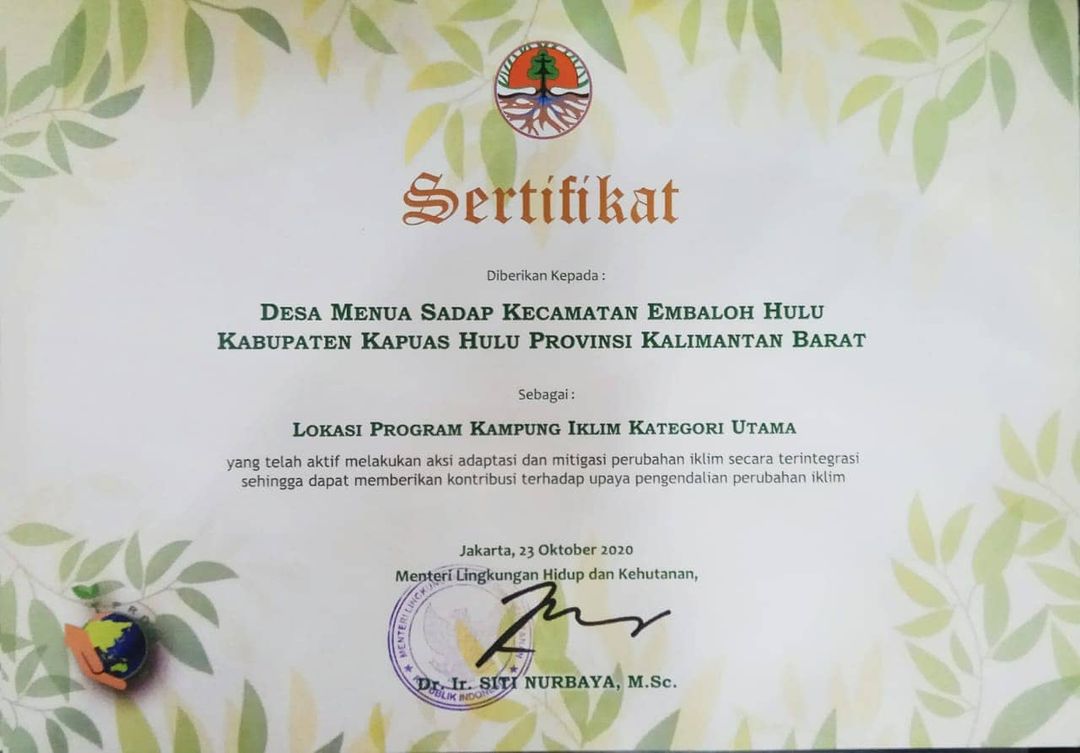 Sertifikat
Diberikan Kepada :
DESA MENUA SADAP KECAMATAN EMBALOH HULU
KABUPATEN KAPUAS HULU PROVINSI KALIMANTAN BARAT
Sebagai :
LOKASI PROGRAM KAMPUNG IKLIM KATEGORI UTAMA
yang telah aktif melakukan aksi adaptasi dan mitigasi perubahan iklim secara terintegrasi
sehingga dapat memberikan kontribusi terhadap upaya pengendalian perubahan iklim
Jakarta, 23 Oktober 2020
Menteri Lingkungan Hidup dan Kehutanan,
MENTERI
Dr. Ir. SITI NURBAYA, M.Sc.